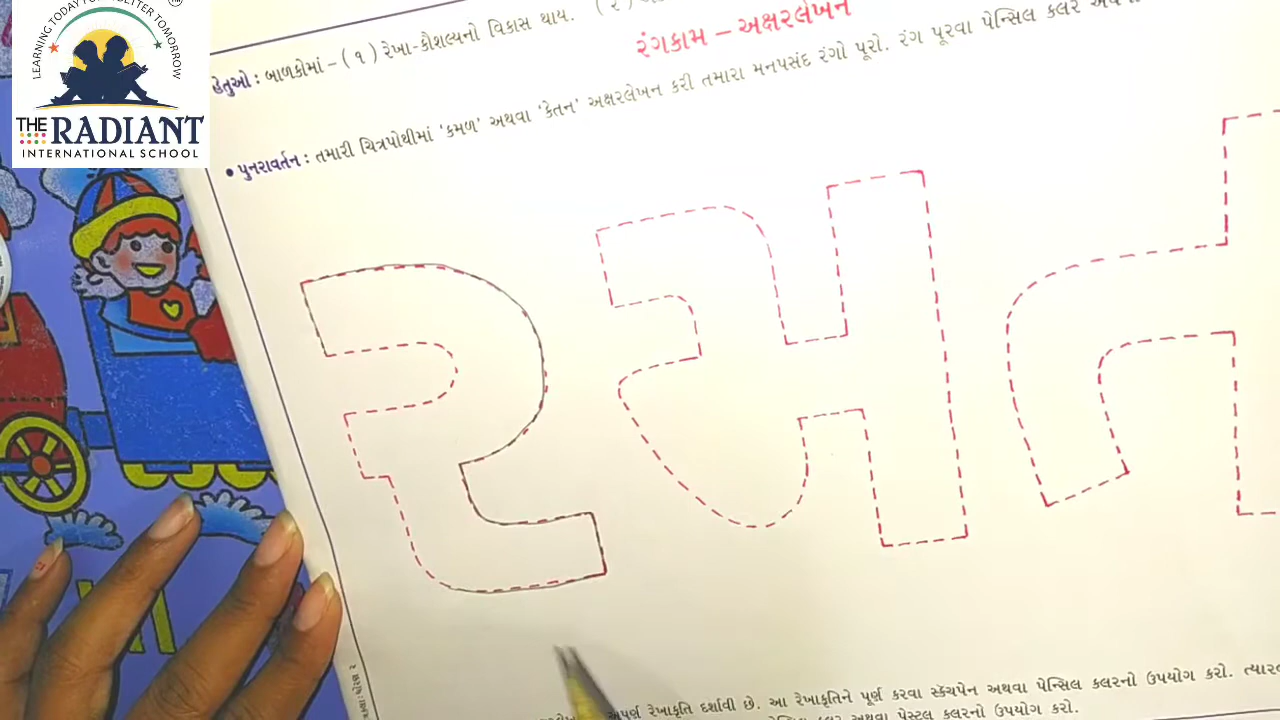 LEARNING TODAY FOR A BETTER TOMORROW
THE RADIANT
INTERNATIONAL SCHOOL
હેતુઓ : બાળકોમાં – (૧) રેખા-કૌશલ્યનો વિકાસ થાય. (૨)
રંગકામ – અક્ષરલેખન
• પુનરાવર્તન : તમારી ચિત્રપોથીમાં 'કમળ' અથવા 'કેતન' અક્ષરલેખન કરી તમારા મનપસંદ રંગો પૂરો. રંગ પૂરવા પેન્સિલ કલર
રમત
રેખાકૃતિ દર્શાવી છે. આ રેખાકૃતિને પૂર્ણ કરવા સ્કૅચપેન અથવા પેન્સિલ કલરનો ઉપયોગ કરો.
કલર અથવા પેસ્ટલ કલરનો ઉપયોગ કરો.